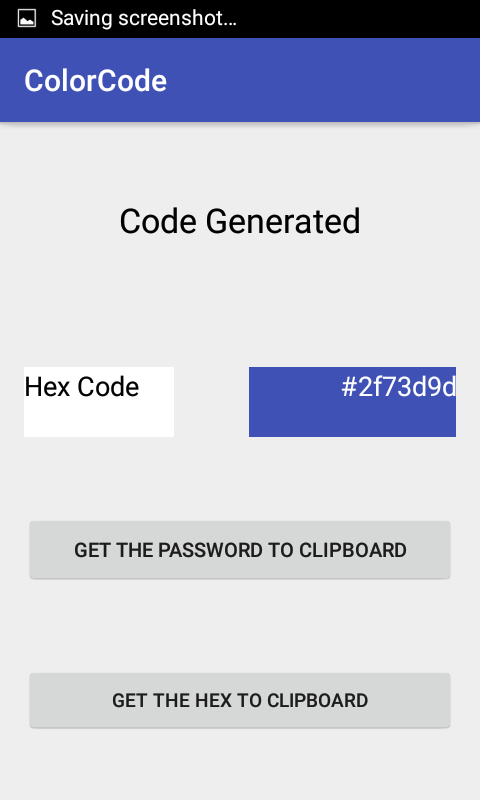 Saving screenshot...
ColorCode
Code Generated
Hex Code
#2f73d9d
GET THE PASSWORD TO CLIPBOARD
GET THE HEX TO CLIPBOARD